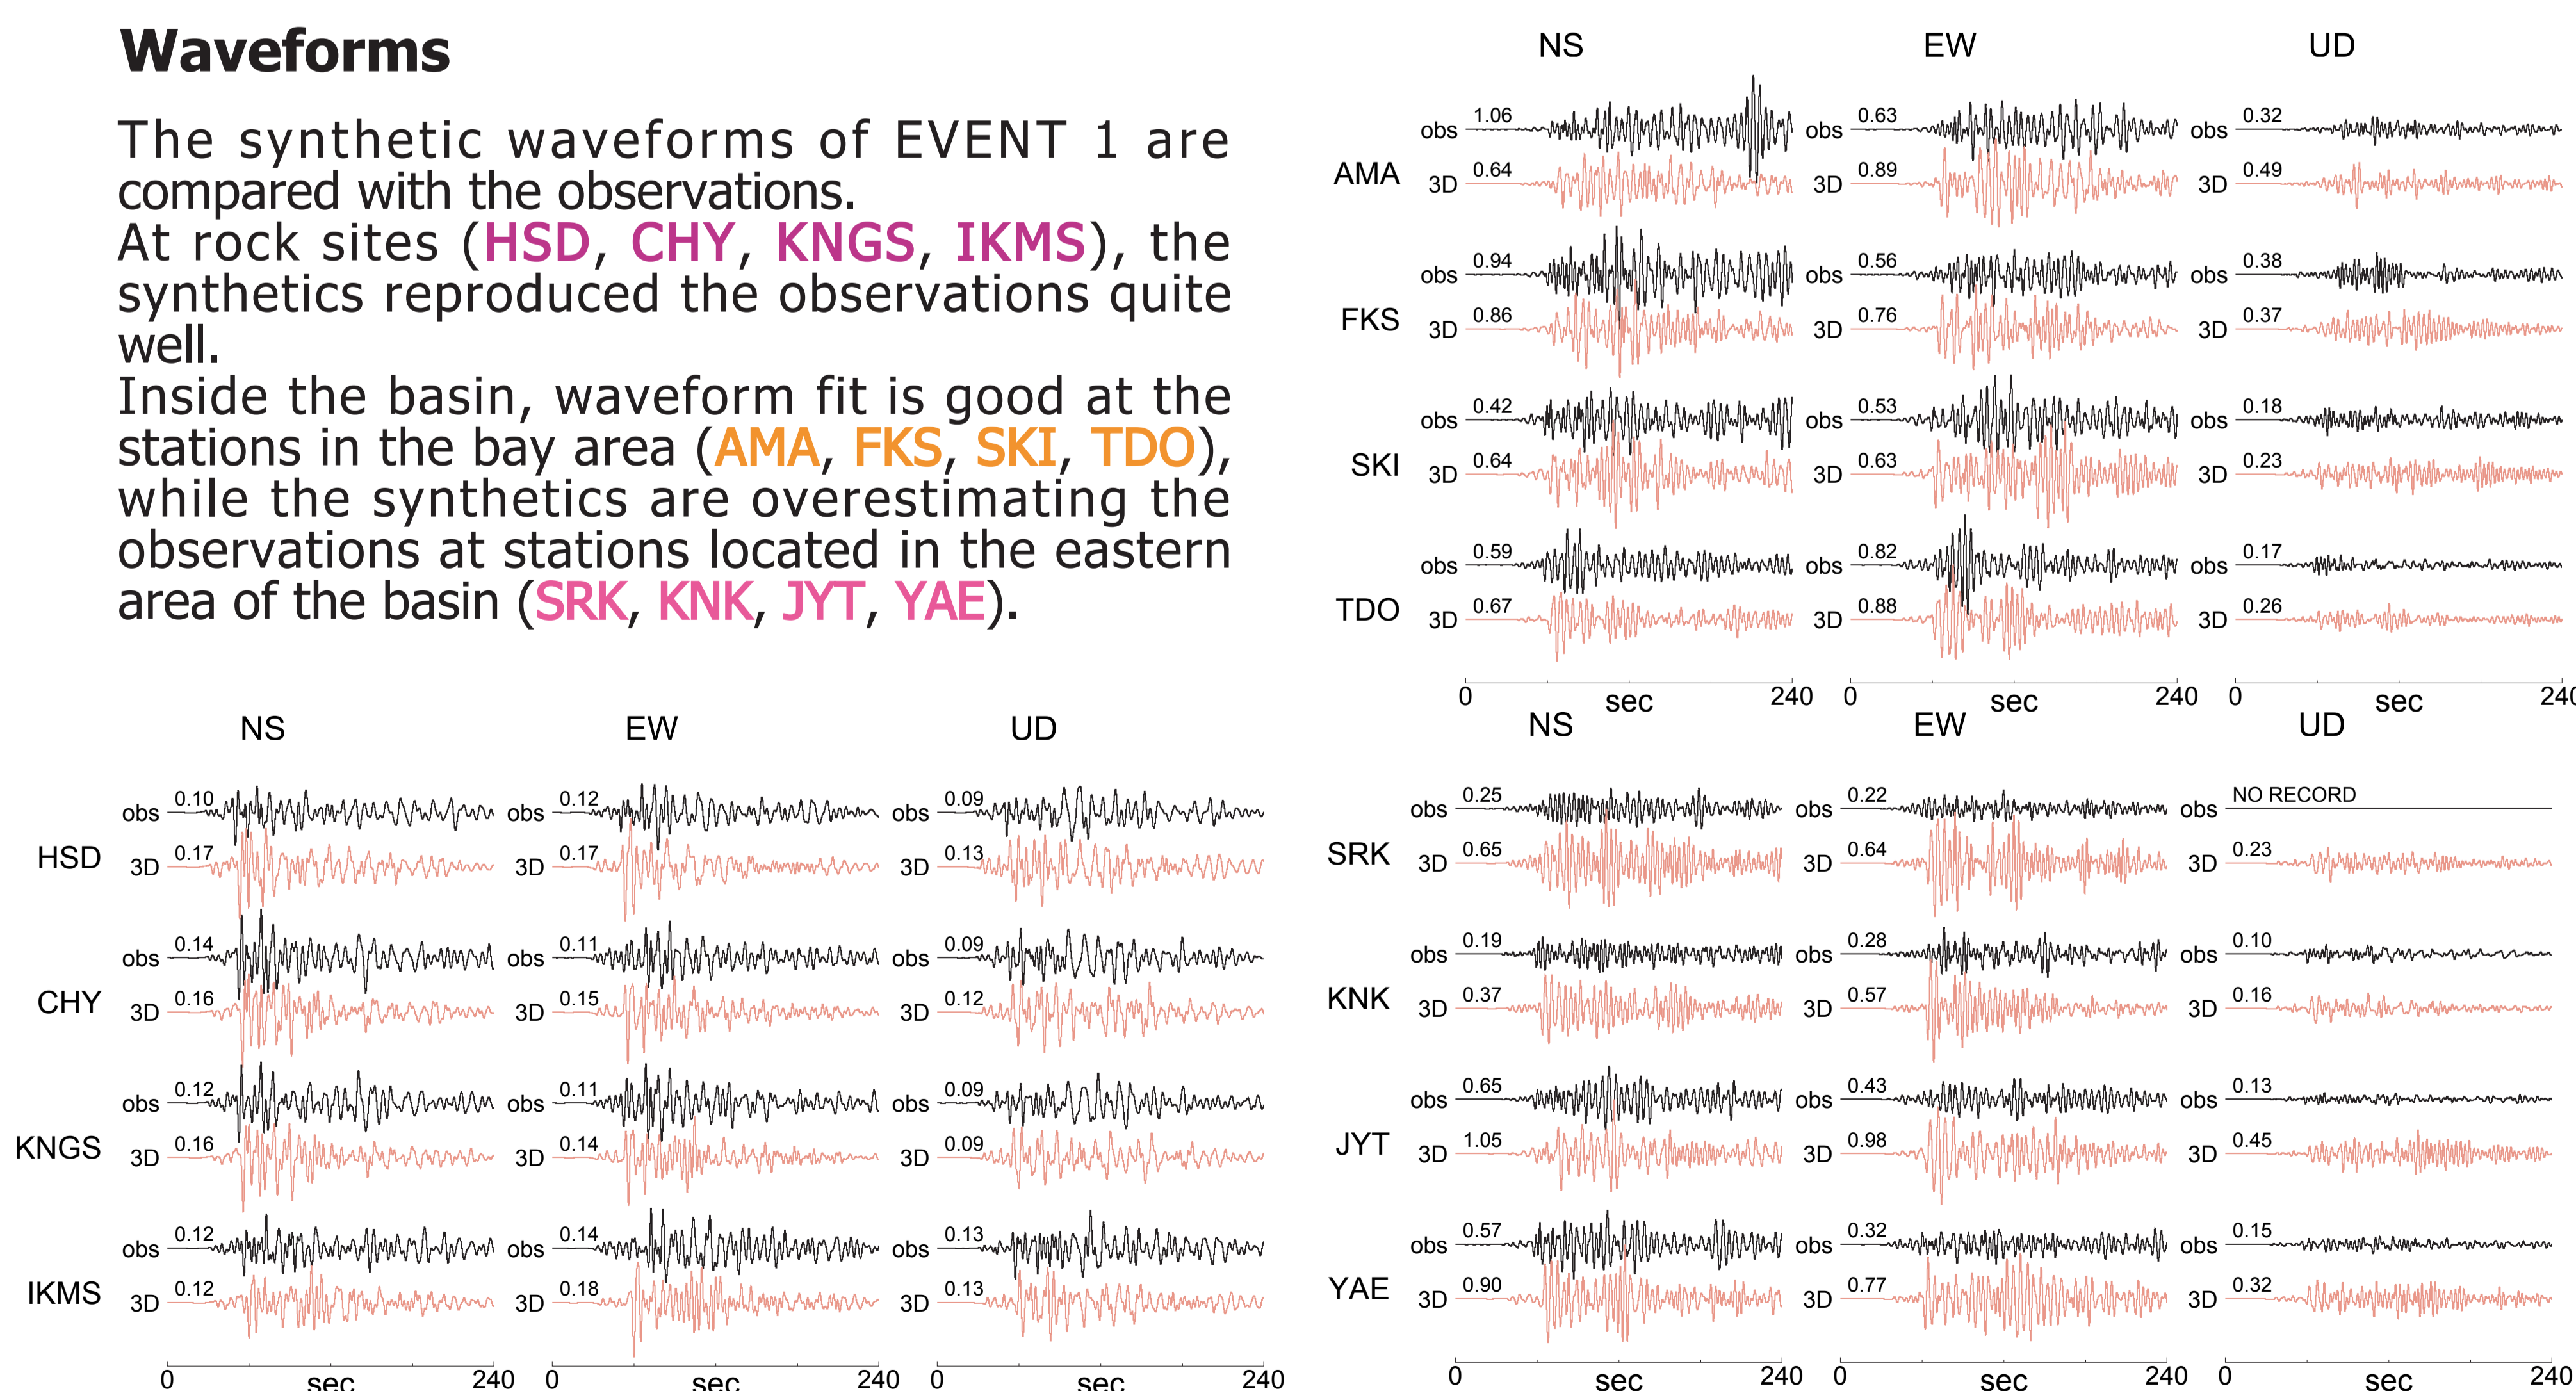 Waveforms
The synthetic waveforms of EVENT 1 are
compared with the observations.
At rock sites (HSD, CHY, KNGS, IKMS), the
synthetics reproduced the observations quite
well.
Inside the basin, waveform fit is good at the
stations in the bay area (AMA, FKS, SKI, TDO),
while the synthetics are overestimating the
observations at stations located in the eastern
area of the basin (SRK, KNK, JYT, YAE).
NS EW UD
obs 1.06 obs 0.63 obs 0.32
AMA
3D 0.64 3D 0.89 3D 0.49
obs 0.94 obs 0.56 obs 0.38
FKS
3D 0.86 3D 0.76 3D 0.37
obs 0.42 obs 0.53 obs 0.18
SKI
3D 0.64 3D 0.63 3D 0.23
obs 0.59 obs 0.82 obs 0.17
TDO
3D 0.67 3D 0.88 3D 0.26
0 sec 240 0 sec 240 0 sec 240
NS EW UD
obs 0.10 obs 0.12 obs 0.09
HSD
3D 0.17 3D 0.17 3D 0.13
obs 0.14 obs 0.11 obs 0.09
CHY
3D 0.16 3D 0.15 3D 0.12
obs 0.12 obs 0.11 obs 0.09
KNGS
3D 0.16 3D 0.14 3D 0.09
obs 0.12 obs 0.14 obs 0.13
IKMS
3D 0.12 3D 0.18 3D 0.13
0 sec 240 0 sec 240 0 sec 240
NS EW UD
obs 0.25 obs 0.22 obs NO RECORD
SRK
3D 0.65 3D 0.64 3D 0.23
obs 0.19 obs 0.28 obs 0.10
KNK
3D 0.37 3D 0.57 3D 0.16
obs 0.65 obs 0.43 obs 0.13
JYT
3D 1.05 3D 0.98 3D 0.45
obs 0.57 obs 0.32 obs 0.15
YAE
3D 0.90 3D 0.77 3D 0.32
0 sec 240 0 sec 240 0 sec 240